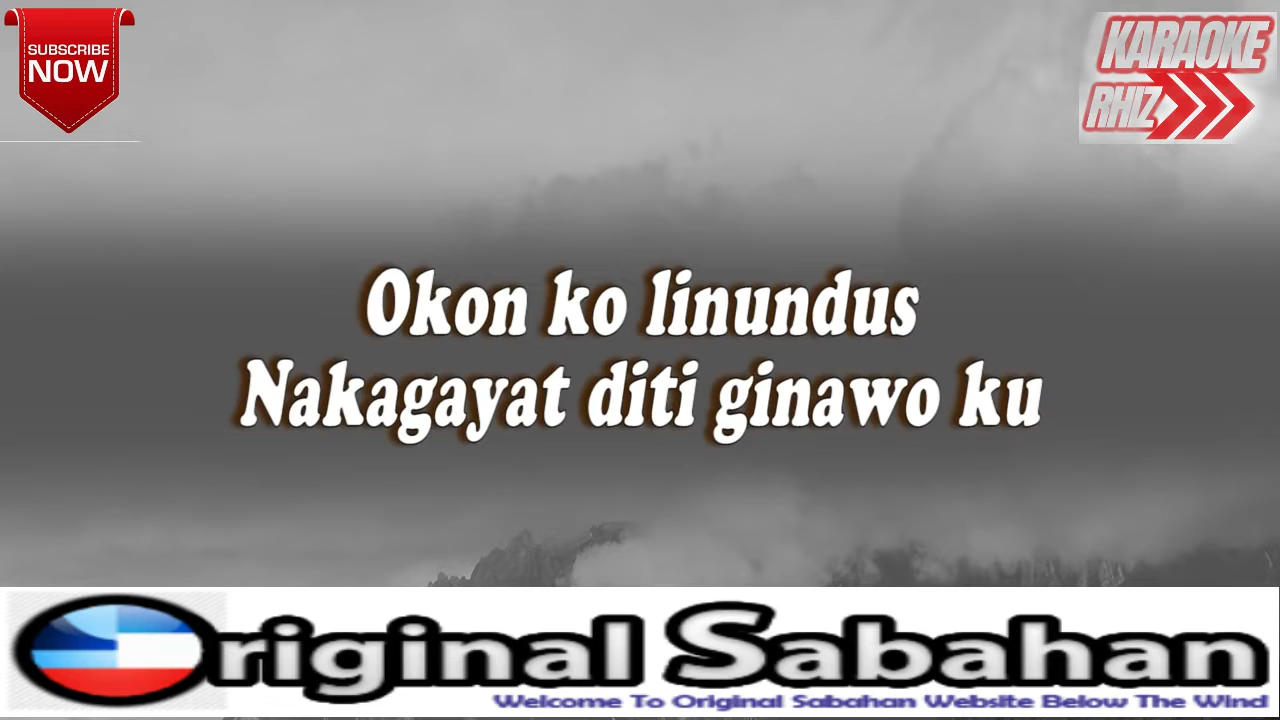 SUBSCRIBE
NOW
KARAOKE
RHIZ
Okon ko linundus
Nakagayat diti ginawo ku
Original Sabahan
Welcome To Original Sabahan Website Below The Wind